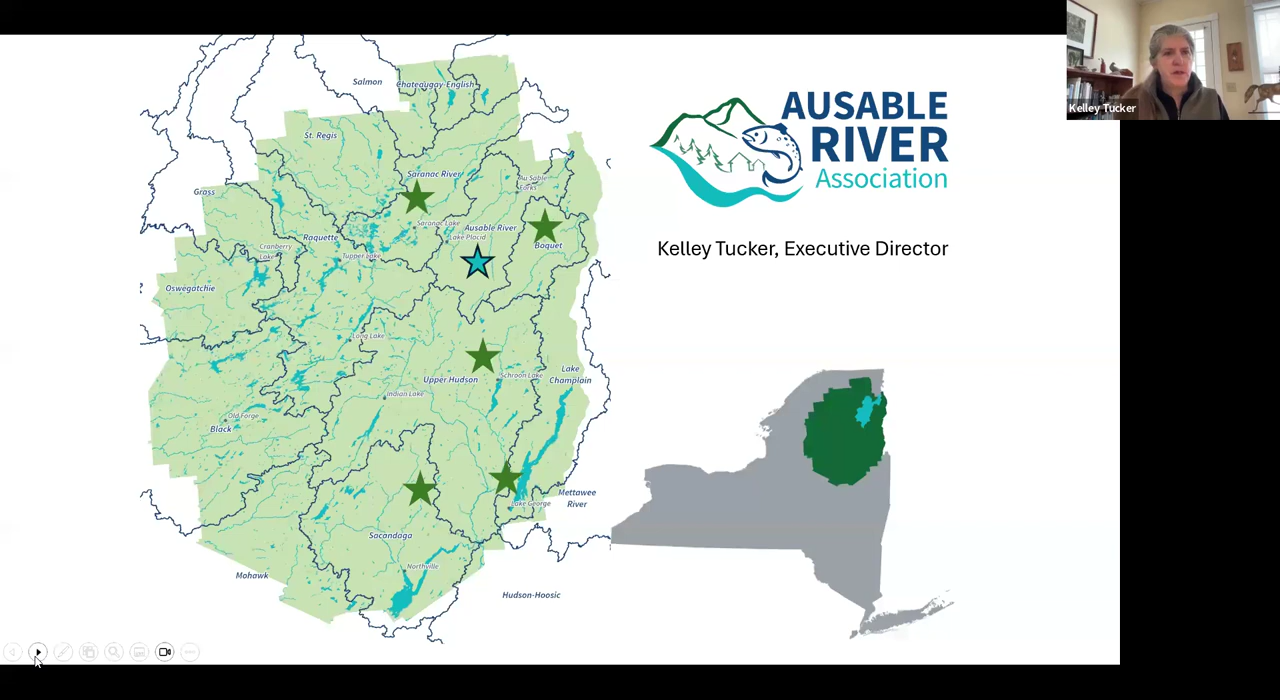 Salmon
Chateaugay-English
St. Regis
Saranac River
Au Sable
Forks
Grass
Saranac Lake
Ausable River
Lake Placid
Raquette
Boquet
Cranberry
Lake
Tupper Lake
Oswegatchie
Long Lake
Lake
Champlain
Upper Hudson
Schroon Lake
Indian Lake
Old Forge
Black
Mettawee
River
Lake George
Sacandaga
Northville
Mohawk
Hudson-Hoosic
AUSABLE
RIVER
Association
Kelley Tucker, Executive Director
Kelley Tucker